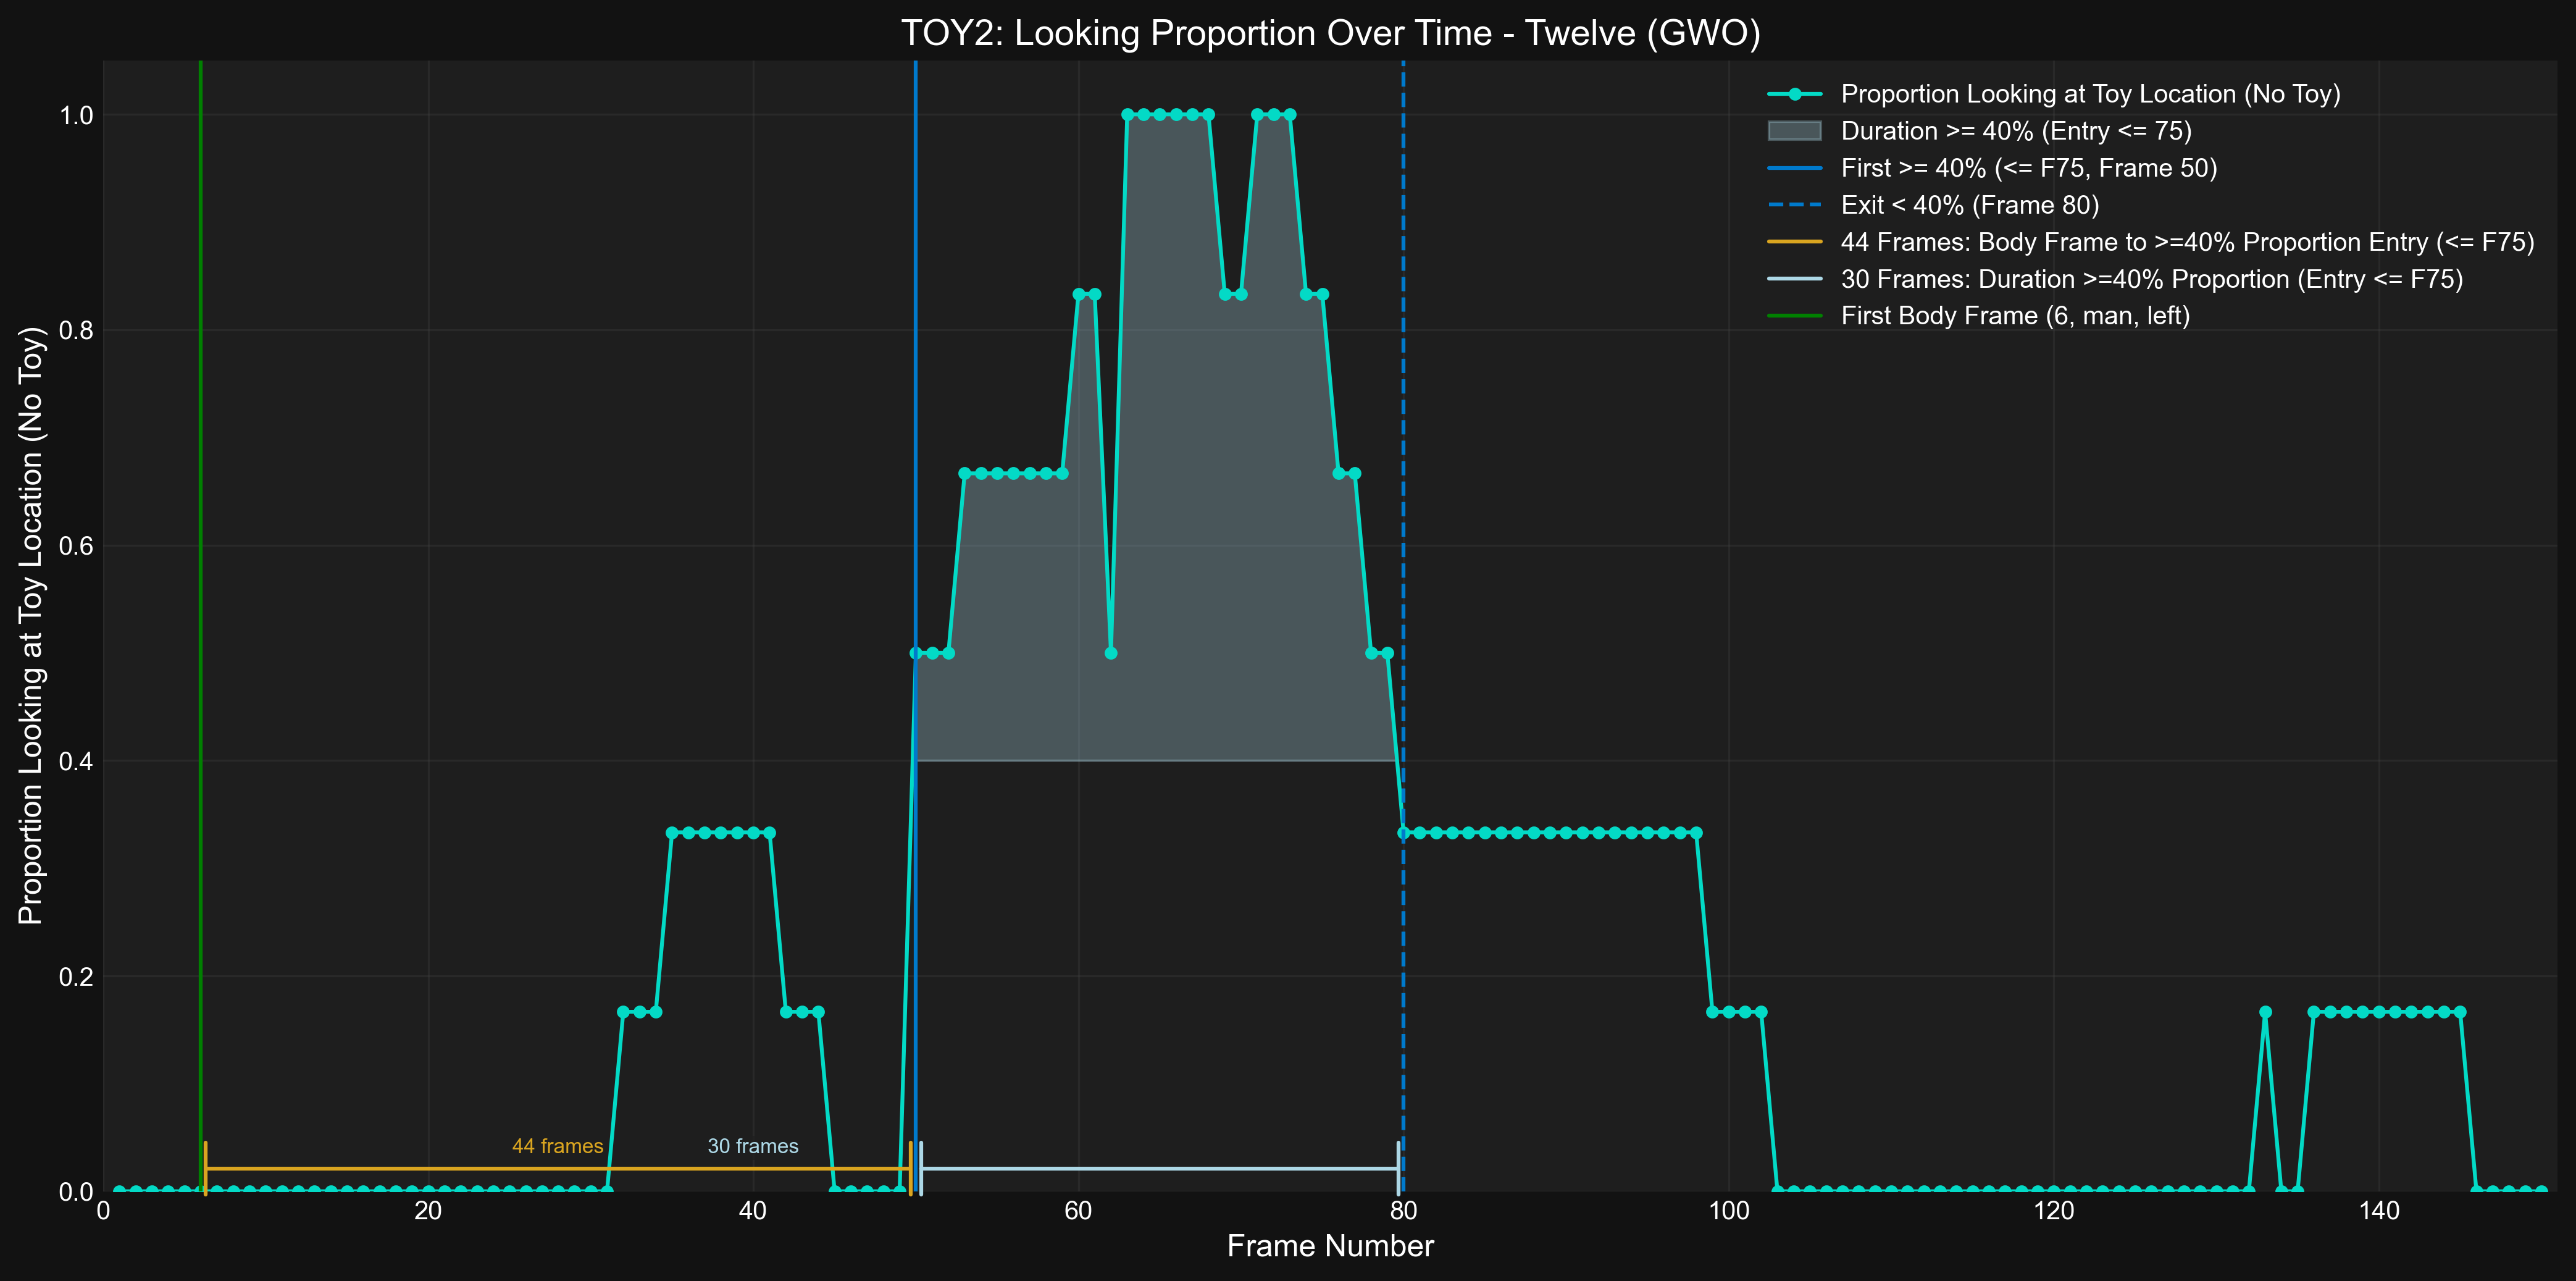 TOY2: Looking Proportion Over Time - Twelve (GWO)
Proportion Looking at Toy Location (No Toy)
Duration >= 40% (Entry <= 75)
First >= 40% (<= F75, Frame 50)
Exit < 40% (Frame 80)
44 Frames: Body Frame to >=40% Proportion Entry (<= F75)
30 Frames: Duration >=40% Proportion (Entry <= F75)
First Body Frame (6, man, left)
Proportion Looking at Toy Location (No Toy)
1.0
0.8
0.6
0.4
0.2
0.0
44 frames
30 frames
0 20 40 60 80 100 120 140
Frame Number